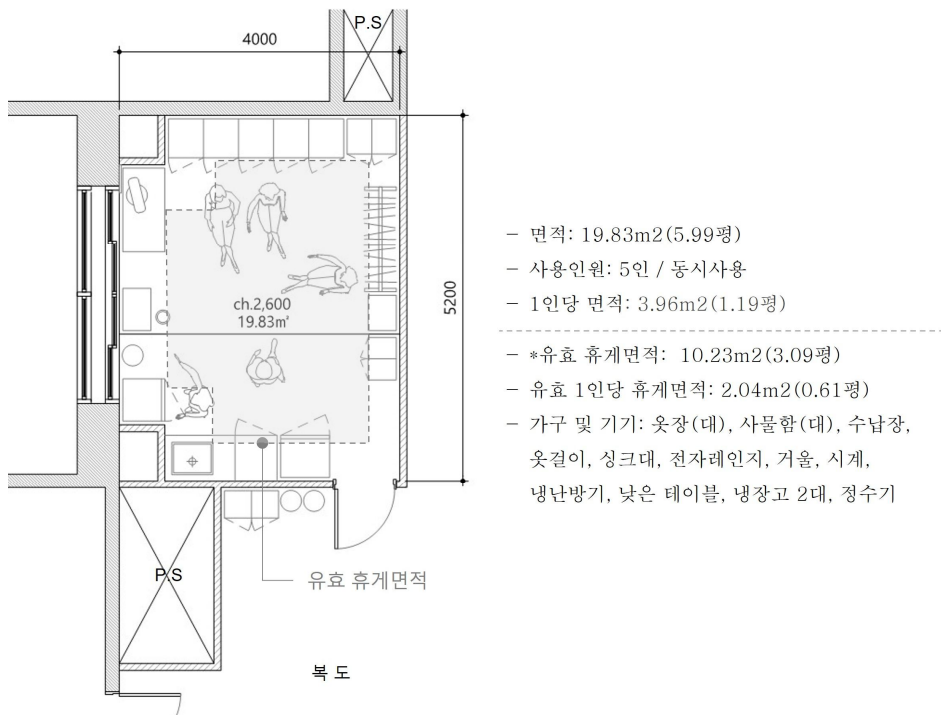 P.S
4000
5200
ch.2,600
19.83㎡
P.S
유효 휴게면적
복 도
- 면적: 19.83m2(5.99평)
- 사용인원: 5인 / 동시사용
- 1인당 면적: 3.96m2(1.19평)
- *유효 휴게면적: 10.23m2(3.09평)
- 유효 1인당 휴게면적: 2.04m2(0.61평)
- 가구 및 기기: 옷장(대), 사물함(대), 수납장,
옷걸이, 싱크대, 전자레인지, 거울, 시계,
냉난방기, 낮은 테이블, 냉장고 2대, 정수기